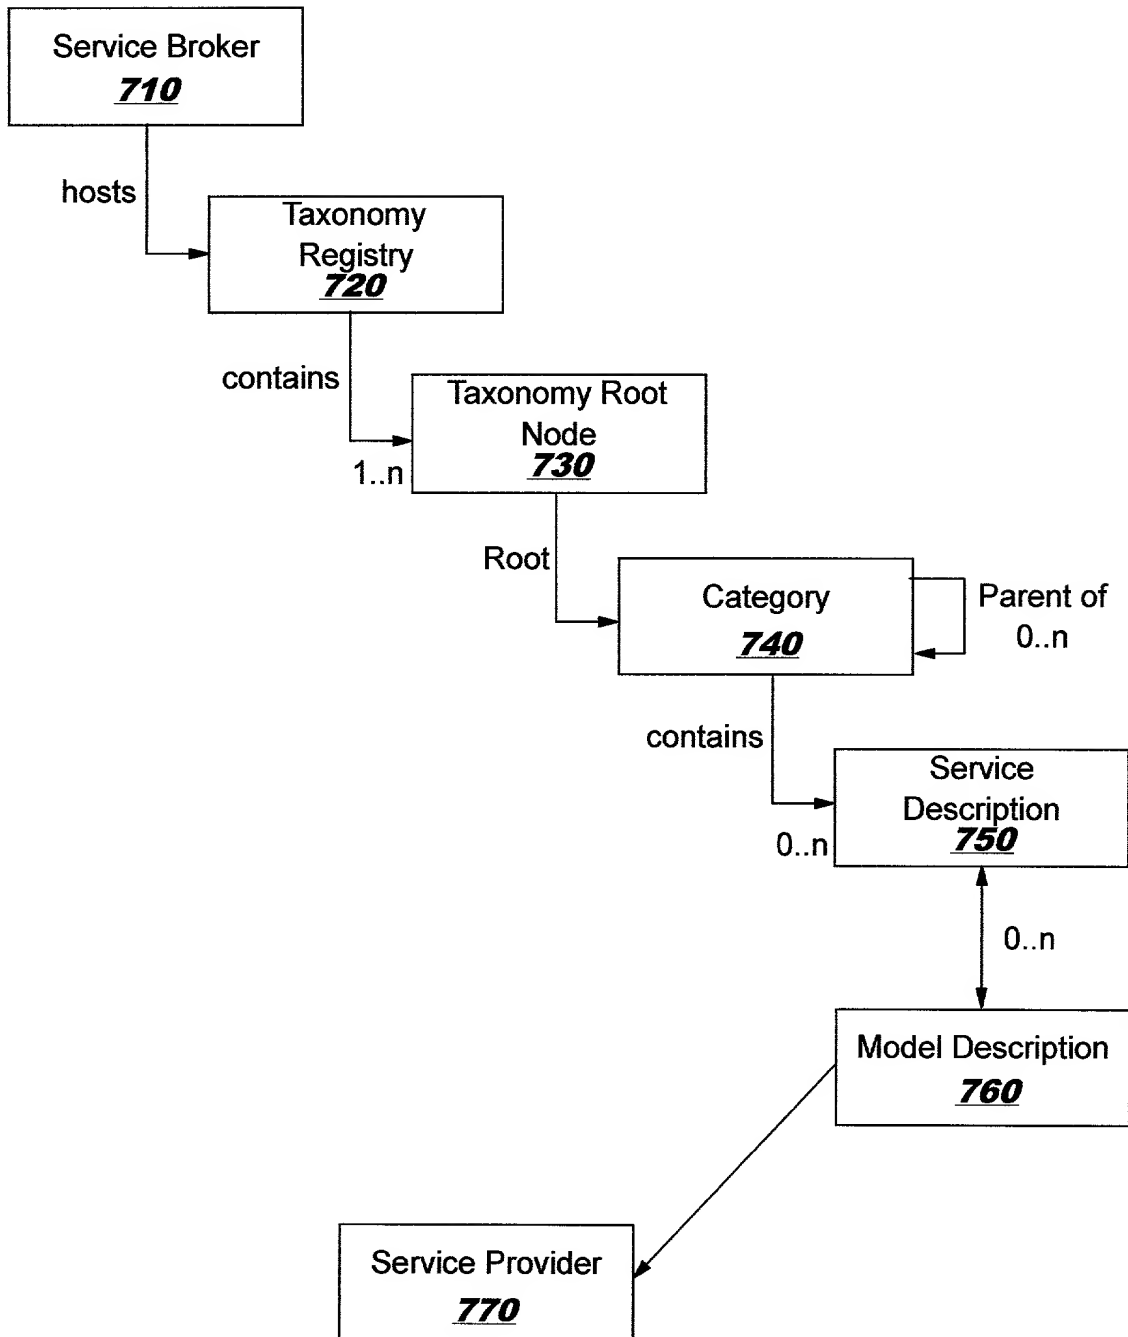 Service Broker
710
hosts
Taxonomy
Registry
720
contains
1..n
Taxonomy Root
Node
730
Root
Category
740
Parent of
0..n
contains
0..n
Service
Description
750
0..n
Model Description
760
Service Provider
770